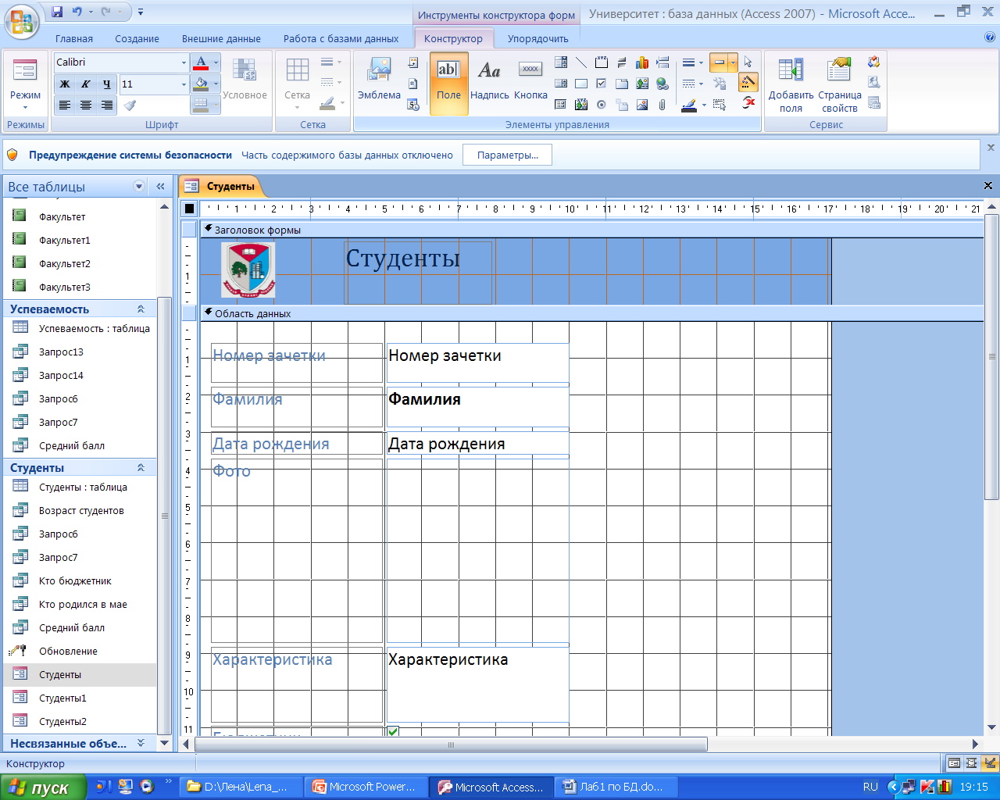 Инструменты конструктора форм
Университет : база данных (Access 2007) - Microsoft Acce...
Главная
Создание
Внешние данные
Работа с базами данных
Конструктор
Упорядочить
Режим
Режимы
Calibri
Ж К Ч
11
Условное
Шрифт
Сетка
Сетка
Эмблема
ab|
Поле
Aa
Надпись
xxxx
Кнопка
Элементы управления
Добавить поля
Страница свойств
Сервис
Предупреждение системы безопасности
Часть содержимого базы данных отключено
Параметры...
Все таблицы
Факультет
Факультет1
Факультет2
Факультет3
Успеваемость
Успеваемость : таблица
Запрос13
Запрос14
Запрос6
Запрос7
Средний балл
Студенты
Студенты : таблица
Возраст студентов
Запрос6
Запрос7
Кто бюджетник
Кто родился в мае
Средний балл
Обновление
Студенты
Студенты1
Студенты2
Несвязанные объе...
Студенты
1 2 3 4 5 6 7 8 9 10 11 12 13 14 15 16 17 18 19 20 21
Заголовок формы
1
Студенты
Область данных
1 2 3 4 5 6 7 8 9 10 11
Номер зачетки
Номер зачетки
Фамилия
Фамилия
Дата рождения
Дата рождения
Фото
Характеристика
Характеристика
Конструктор
пуск
D:\Лена\Lena_...
Microsoft Power...
Microsoft Access...
Лаб1 по БД.do...
RU
19:15